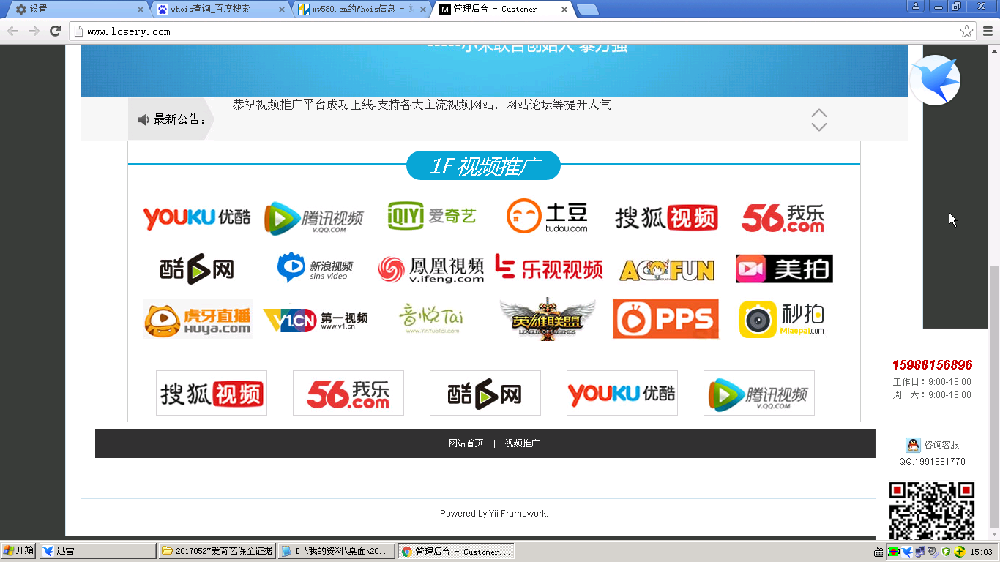 设置
whois查询_百度搜索
xv580.cn的Whois信息 -
管理后台 - Customer
www.losery.com
最新公告:
恭祝视频推广平台成功上线-支持各大主流视频网站，网站论坛等提升人气
1F 视频推广
YOUKU 优酷
腾讯视频
V.QQ.COM
iQIYI 爱奇艺
土豆
tudou.com
搜狐视频
56.com 我乐
酷6网
新浪视频
sina video
鳳凰視頻
v.ifeng.com
乐视视频
ACFUN
美拍
虎牙直播
HUYA.com
V1.CN 第一视频
www.v1.cn
音悦Tai
www.YinYueTai.com
英雄联盟
LEAGUE OF LEGENDS
PPS
秒拍
Miaopai.com
搜狐视频
56.com 我乐
酷6网
YOUKU 优酷
腾讯视频
V.QQ.COM
15988156896
工作日：9:00-18:00
周 六：9:00-18:00
咨询客服
QQ:1991881770
网站首页 | 视频推广
Powered by Yii Framework.
开始
迅雷
20170527爱奇艺保全证据
D:\我的资料\桌面\20...
管理后台 - Customer...
15:03